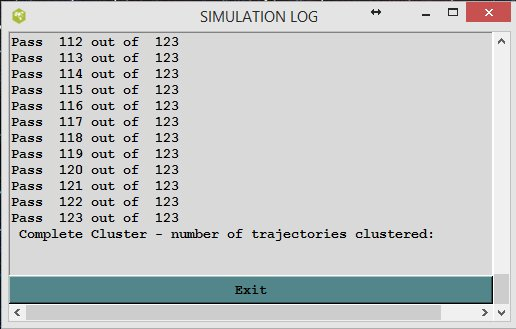 SIMULATION LOG
Pass  112 out of  123
Pass  113 out of  123
Pass  114 out of  123
Pass  115 out of  123
Pass  116 out of  123
Pass  117 out of  123
Pass  118 out of  123
Pass  119 out of  123
Pass  120 out of  123
Pass  121 out of  123
Pass  122 out of  123
Pass  123 out of  123
 Complete Cluster - number of trajectories clustered:
Exit